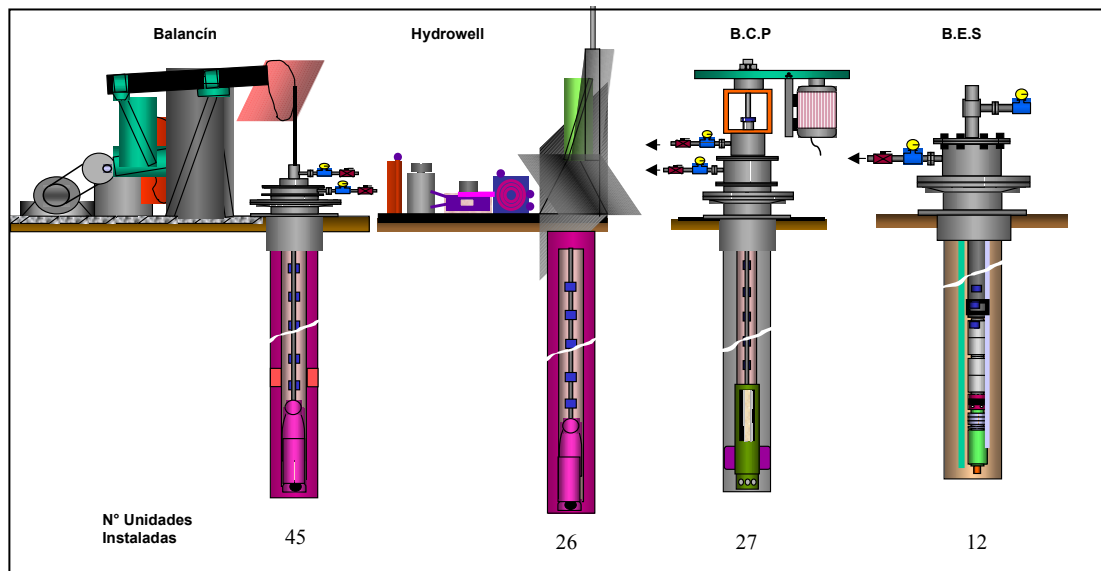 Balancín
Hydrowell
B.C.P
B.E.S
N° Unidades
Instaladas
45
26
27
12